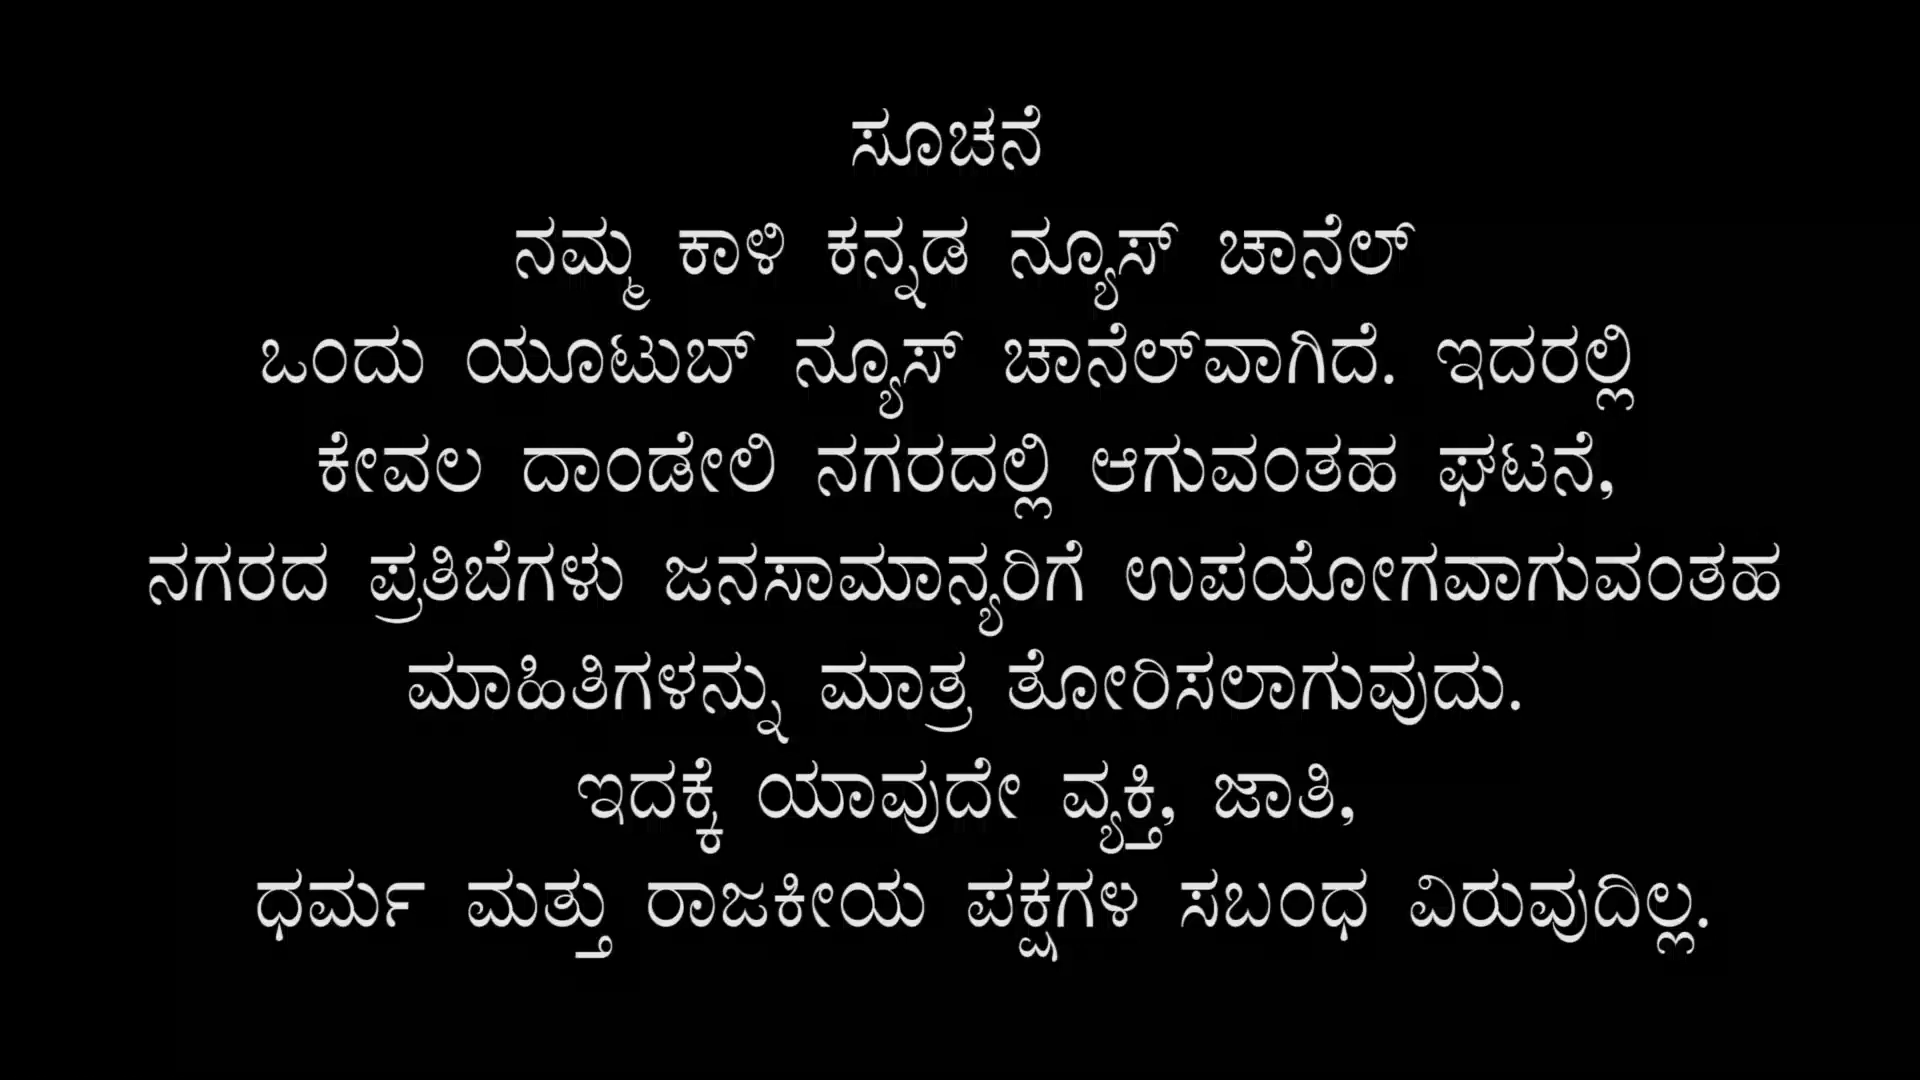 ಸೂಚನೆ
ನಮ್ಮ ಕಾಳಿ ಕನ್ನಡ ನ್ಯೂಸ್ ಚಾನೆಲ್
ಒಂದು ಯೂಟುಬ್ ನ್ಯೂಸ್ ಚಾನೆಲ್‌ವಾಗಿದೆ. ಇದರಲ್ಲಿ
ಕೇವಲ ದಾಂಡೇಲಿ ನಗರದಲ್ಲಿ ಆಗುವಂತಹ ಘಟನೆ,
ನಗರದ ಪ್ರತಿಬೆಗಳು ಜನಸಾಮಾನ್ಯರಿಗೆ ಉಪಯೋಗವಾಗುವಂತಹ
ಮಾಹಿತಿಗಳನ್ನು ಮಾತ್ರ ತೋರಿಸಲಾಗುವುದು.
ಇದಕ್ಕೆ ಯಾವುದೇ ವ್ಯಕ್ತಿ, ಜಾತಿ,
ಧರ್ಮ ಮತ್ತು ರಾಜಕೀಯ ಪಕ್ಷಗಳ ಸಬಂಧ ವಿರುವುದಿಲ್ಲ.